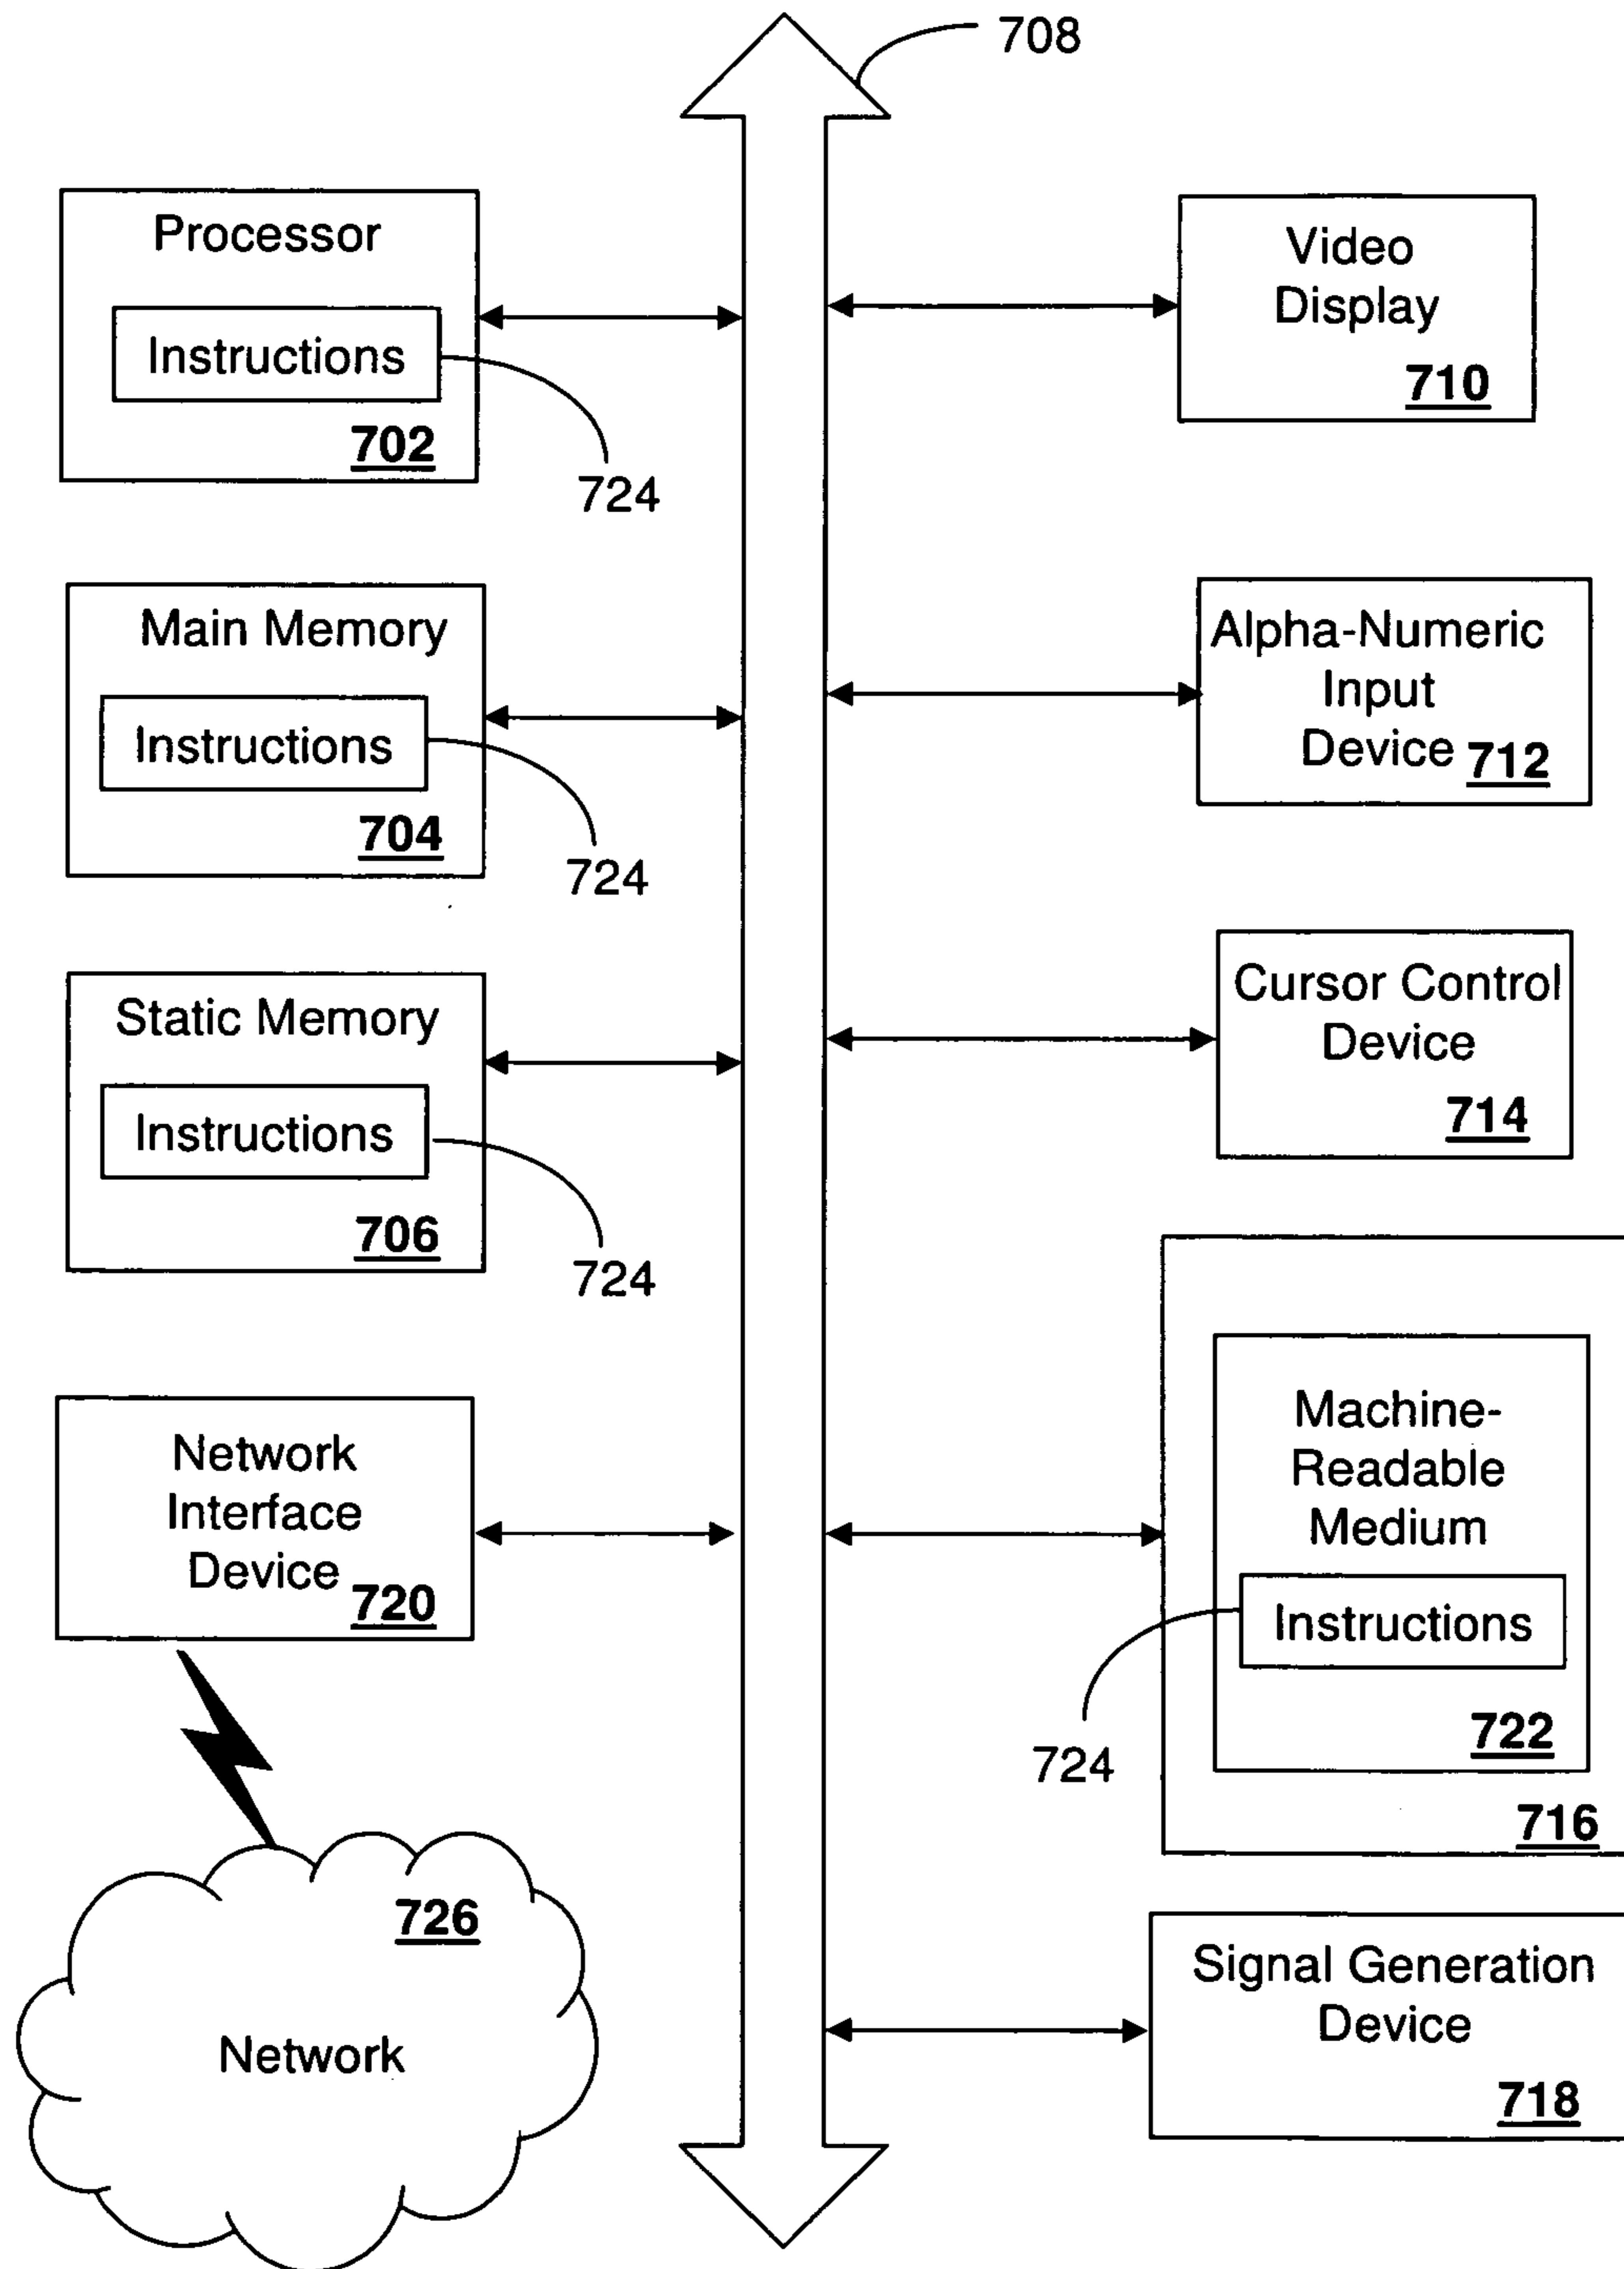 708
Processor
Instructions
702
724
Main Memory
Instructions
704
724
Static Memory
Instructions
706
724
Network
Interface
Device
720
726
Network
Video
Display
710
Alpha-Numeric
Input
Device
712
Cursor Control
Device
714
Machine-
Readable
Medium
Instructions
722
724
716
Signal Generation
Device
718